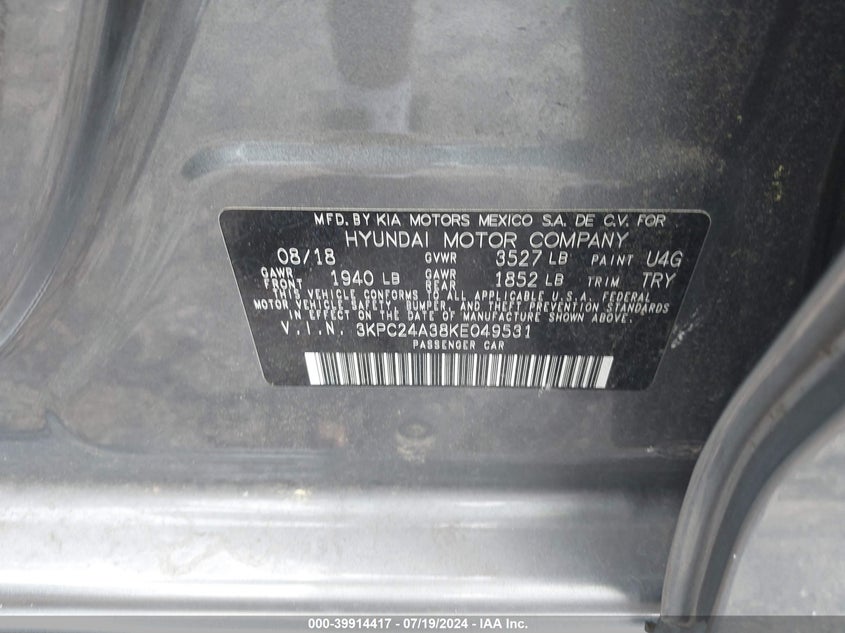 MFD. BY KIA MOTORS MEXICO S.A. DE C.V. FOR
HYUNDAI MOTOR COMPANY
08/18 GVWR 3527 LB PAINT U4G
GAWR FRONT 1940 LB GAWR REAR 1852 LB TRIM TRY
THIS VEHICLE CONFORMS TO ALL APPLICABLE U.S.A. FEDERAL
MOTOR VEHICLE SAFETY, BUMPER, AND THEFT PREVENTION STANDARDS
IN EFFECT ON THE DATE OF MANUFACTURE SHOWN ABOVE.
V.I.N. 3KPC24A38KE049531
PASSENGER CAR
000-39914417 - 07/19/2024 - IAA Inc.